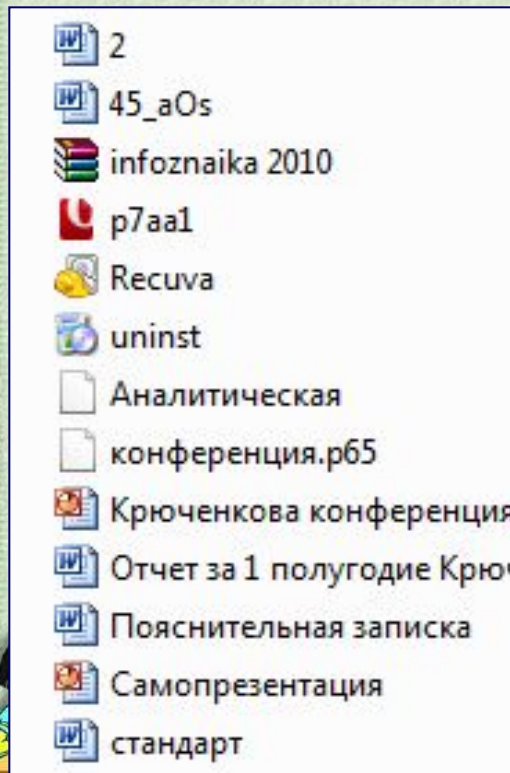 2
45_aOs
infoznaika 2010
p7aa1
Recuva
uninst
Аналитическая
конференция.p65
Крюченкова конференция
Отчет за 1 полугодие
Пояснительная записка
Самопрезентация
стандарт